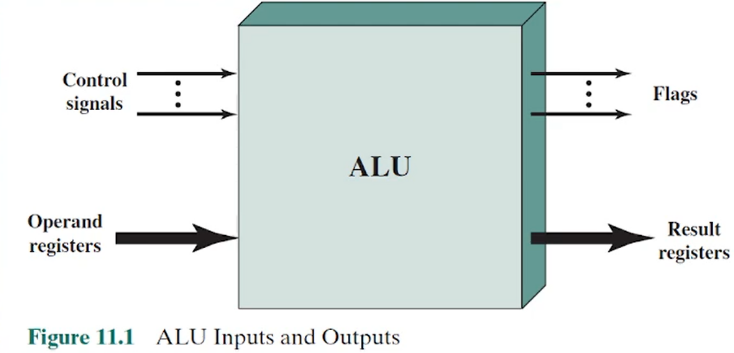 Control
signals
Flags
ALU
Operand
registers
Result
registers
Figure 11.1 ALU Inputs and Outputs